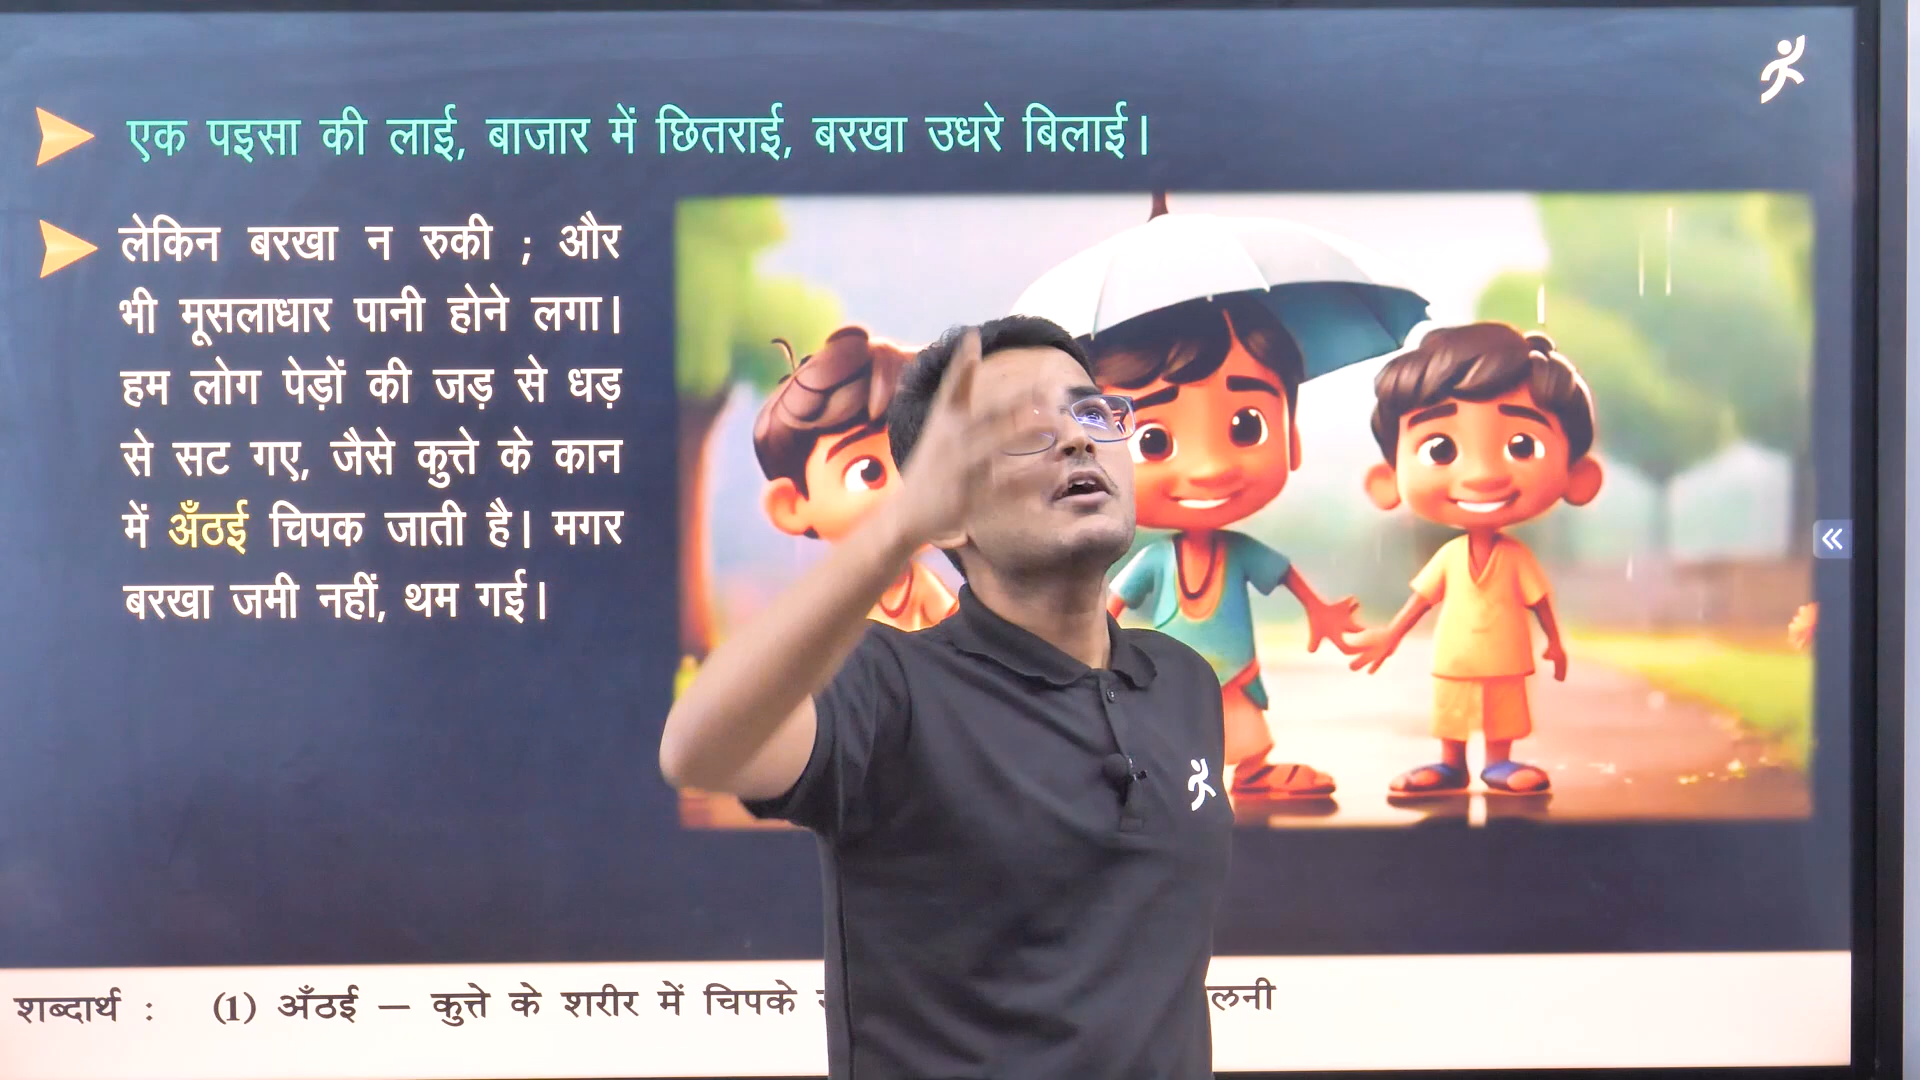 एक पइसा की लाई, बाजार में छितराई, बरखा उधरे बिलाई।
लेकिन बरखा न रुकी ; और
भी मूसलाधार पानी होने लगा।
हम लोग पेड़ों की जड़ से धड़
से सट गए, जैसे कुत्ते के कान
में अँठई चिपक जाती है। मगर
बरखा जमी नहीं, थम गई।
शब्दार्थ : (1) अँठई – कुत्ते के शरीर में चिपके